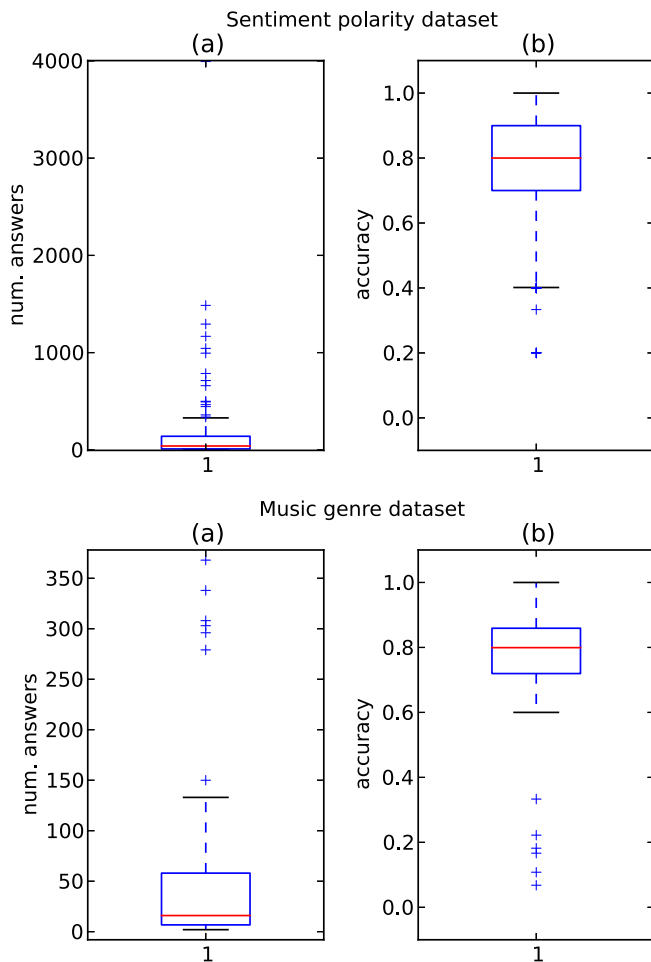 Sentiment polarity dataset
(a)
(b)
4000
3000
2000
1000
0
num. answers
1
1.0
0.8
0.6
0.4
0.2
0.0
accuracy
1
Music genre dataset
(a)
(b)
350
300
250
200
150
100
50
0
num. answers
1
1.0
0.8
0.6
0.4
0.2
0.0
accuracy
1